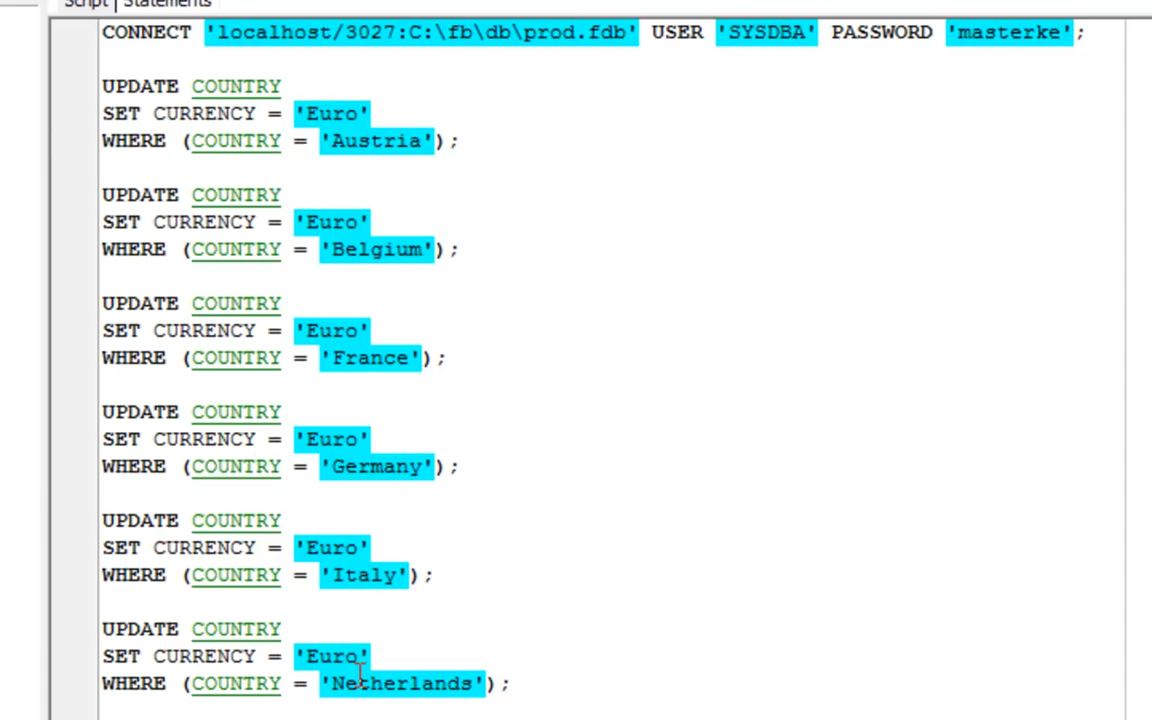 Script Statements
CONNECT 'localhost/3027:C:\fb\db\prod.fdb' USER 'SYSDBA' PASSWORD 'masterke';
UPDATE COUNTRY
SET CURRENCY = 'Euro'
WHERE (COUNTRY = 'Austria');
UPDATE COUNTRY
SET CURRENCY = 'Euro'
WHERE (COUNTRY = 'Belgium');
UPDATE COUNTRY
SET CURRENCY = 'Euro'
WHERE (COUNTRY = 'France');
UPDATE COUNTRY
SET CURRENCY = 'Euro'
WHERE (COUNTRY = 'Germany');
UPDATE COUNTRY
SET CURRENCY = 'Euro'
WHERE (COUNTRY = 'Italy');
UPDATE COUNTRY
SET CURRENCY = 'Euro'
WHERE (COUNTRY = 'Netherlands');